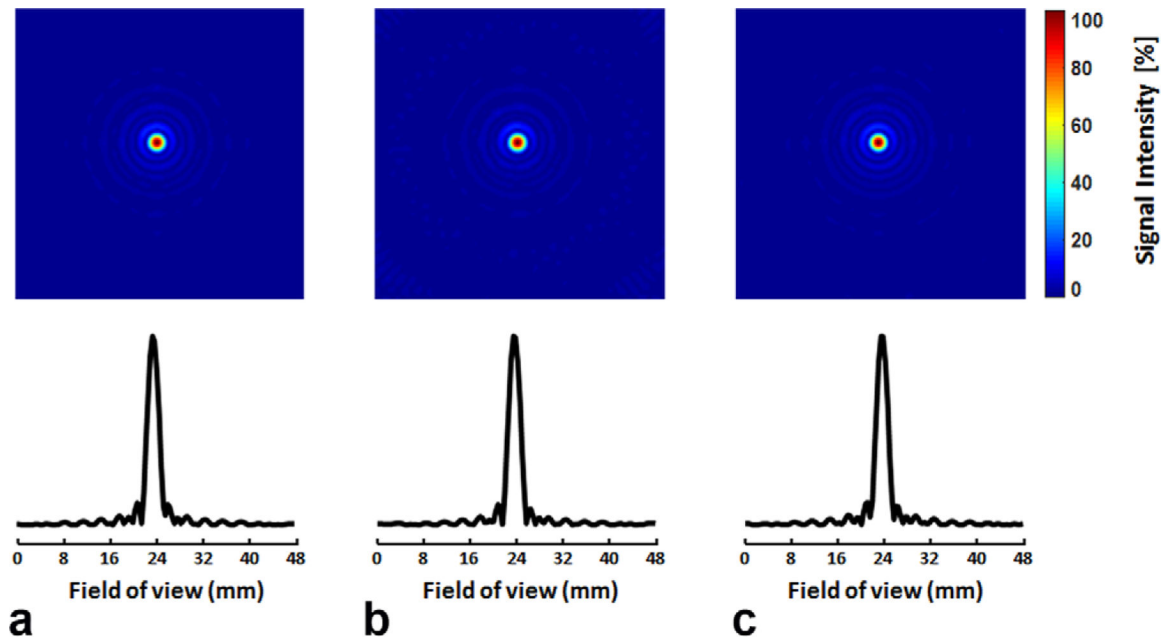 100
80
60
40
20
0
Signal Intensity [%]
0 8 16 24 32 40 48
Field of view (mm)
0 8 16 24 32 40 48
Field of view (mm)
0 8 16 24 32 40 48
Field of view (mm)
a
b
c